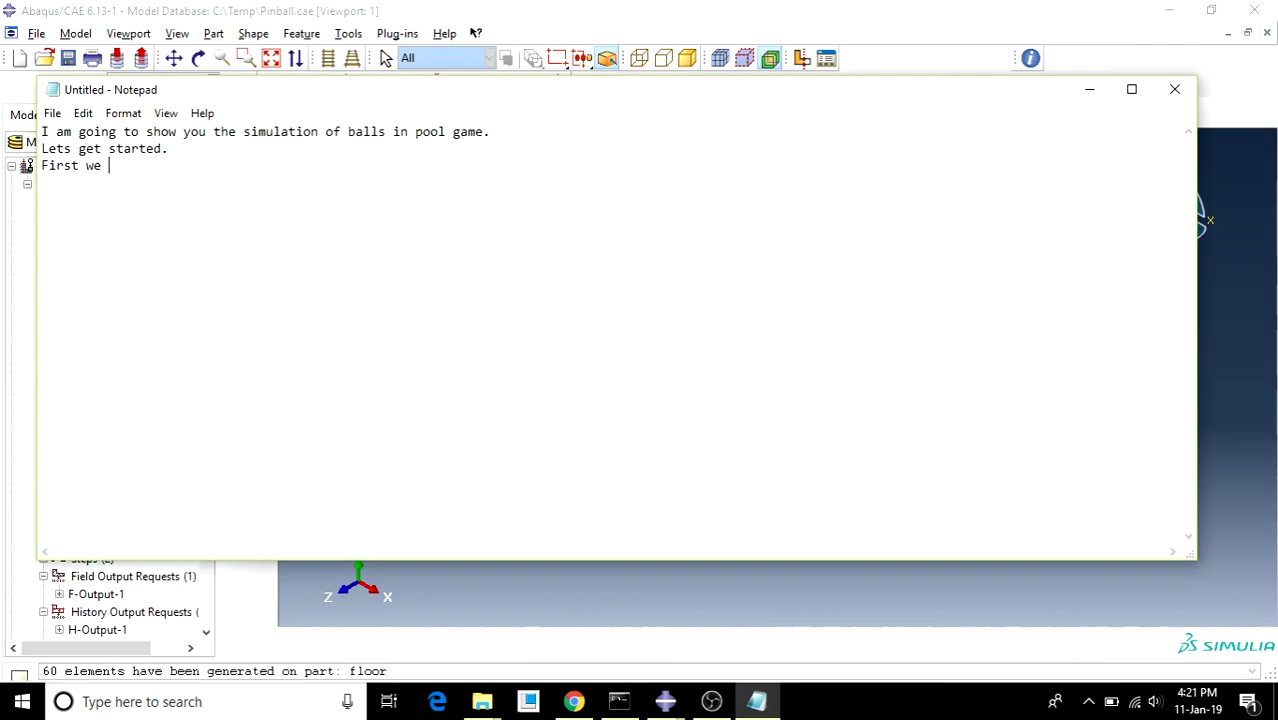 Abaqus/CAE 6.13-1 - Model Database: C:\Temp\Pinball.cae [Viewport: 1]
File Model Viewport View Part Shape Feature Tools Plug-ins Help
All
Untitled - Notepad
File Edit Format View Help
I am going to show you the simulation of balls in pool game.
Lets get started.
First we
X
Field Output Requests (1)
F-Output-1
History Output Requests (
H-Output-1
Z X
SIMULIA
60 elements have been generated on part: floor
Type here to search
4:21 PM
11-Jan-19
1